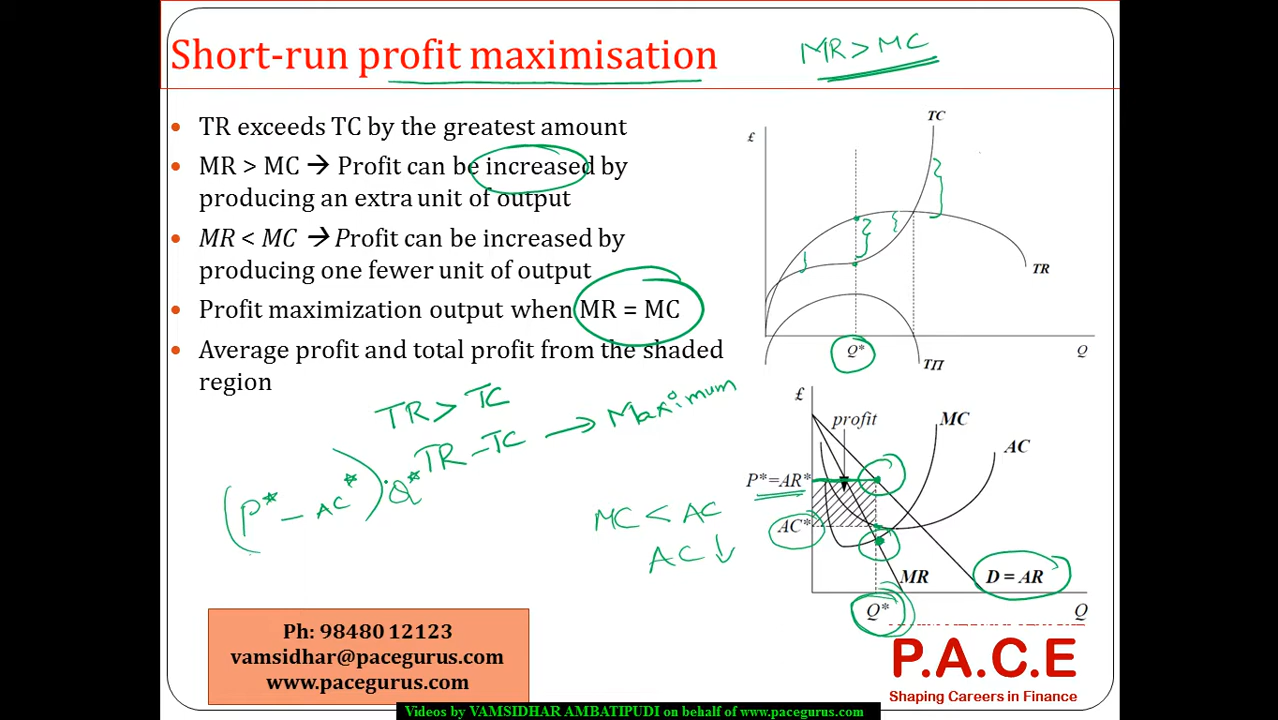 Short-run profit maximisation
MR > MC
• TR exceeds TC by the greatest amount
• MR > MC → Profit can be increased by
producing an extra unit of output
• MR < MC → Profit can be increased by
producing one fewer unit of output
• Profit maximization output when MR = MC
• Average profit and total profit from the shaded
region
TR > TC
TR - TC → Maximum
(P* - AC*) . Q*
MC < AC
AC ↓
£
TC
TR
Q*
Q
TΠ
£
profit
MC
AC
P*=AR*
AC*
MR
D = AR
Q*
Q
Ph: 98480 12123
vamsidhar@pacegurus.com
www.pacegurus.com
P.A.C.E
Shaping Careers in Finance
Videos by VAMSIDHAR AMBATIPUDI on behalf of www.pacegurus.com